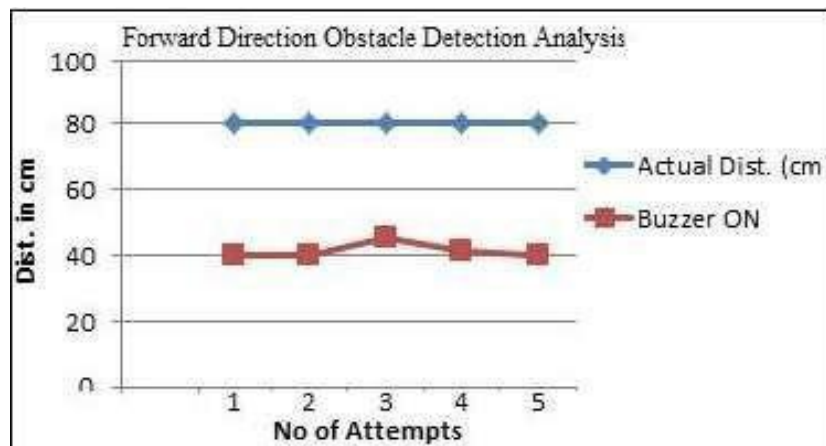 Forward Direction Obstacle Detection Analysis
100
80
60
40
20
0
Dist. in cm
1 2 3 4 5
No of Attempts
Actual Dist. (cm
Buzzer ON